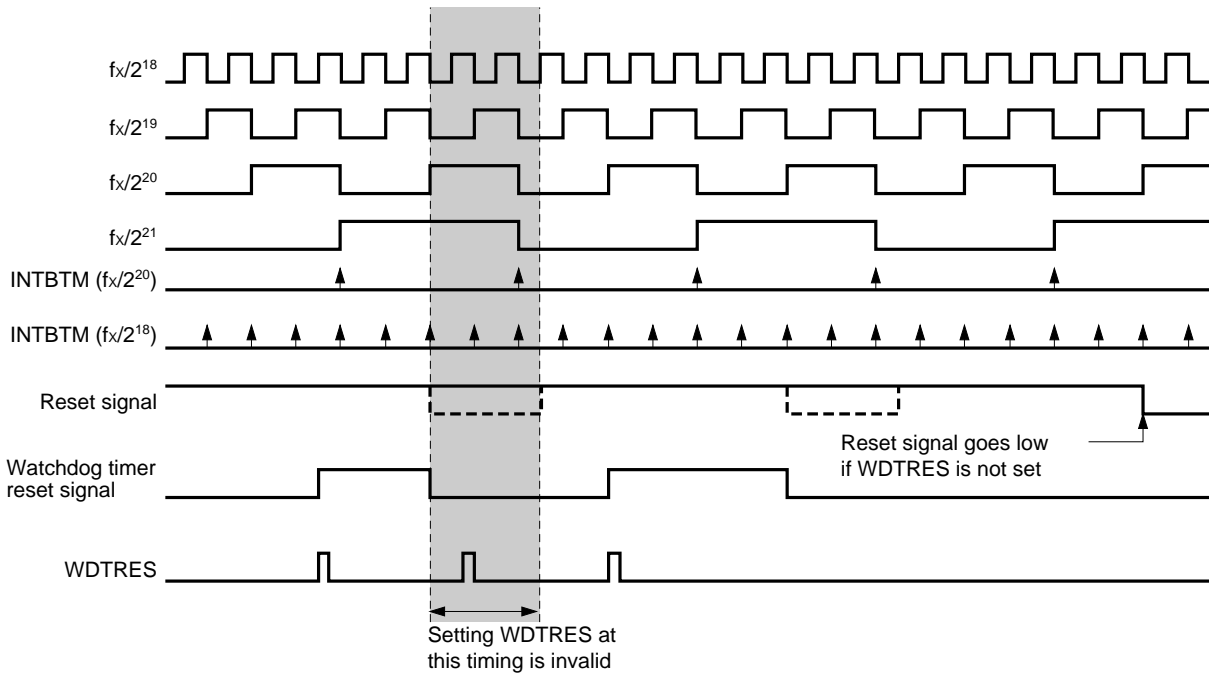 fX/2¹⁸
fX/2¹⁹
fX/2²⁰
fX/2²¹
INTBTM (fX/2²⁰)
INTBTM (fX/2¹⁸)
Reset signal
Reset signal goes low
if WDTRES is not set
Watchdog timer
reset signal
WDTRES
Setting WDTRES at
this timing is invalid